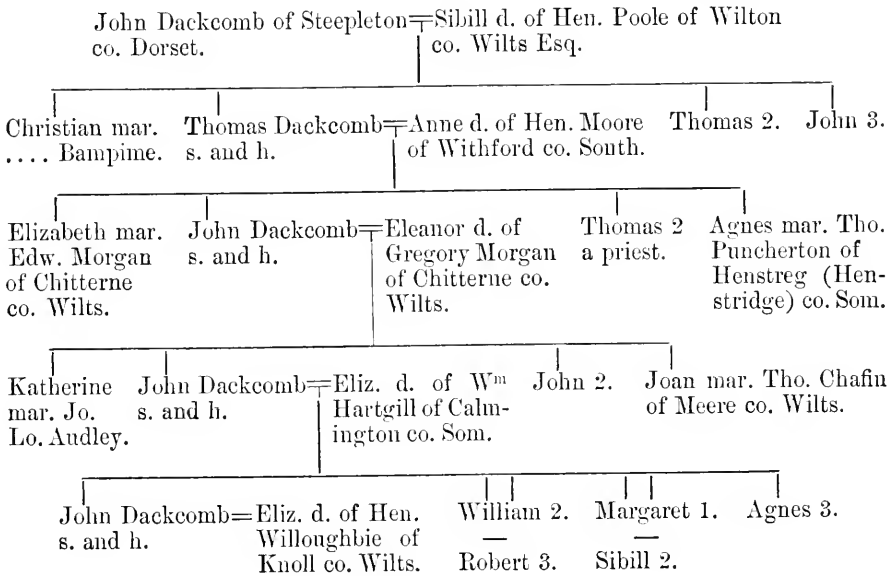 John Dackcomb of Steepleton=Sibill d. of Hen. Poole of Wilton
co. Dorset. co. Wilts Esq.
Christian mar. Thomas Dackcomb=Anne d. of Hen. Moore Thomas 2. John 3.
.... Bampime. s. and h. of Withford co. South.
Elizabeth mar. John Dackcomb=Eleanor d. of Thomas 2 Agnes mar. Tho.
Edw. Morgan s. and h. Gregory Morgan a priest. Puncherton of
of Chitterne of Chitterne co. Henstreg (Hen-
co. Wilts. Wilts. stridge) co. Som.
Katherine John Dackcomb=Eliz. d. of Wm John 2. Joan mar. Tho. Chafin
mar. Jo. s. and h. Hartgill of Calm- of Meere co. Wilts.
Lo. Audley. ington co. Som.
John Dackcomb=Eliz. d. of Hen. William 2. Margaret 1. Agnes 3.
s. and h. Willoughbie of — —
Knoll co. Wilts. Robert 3. Sibill 2.